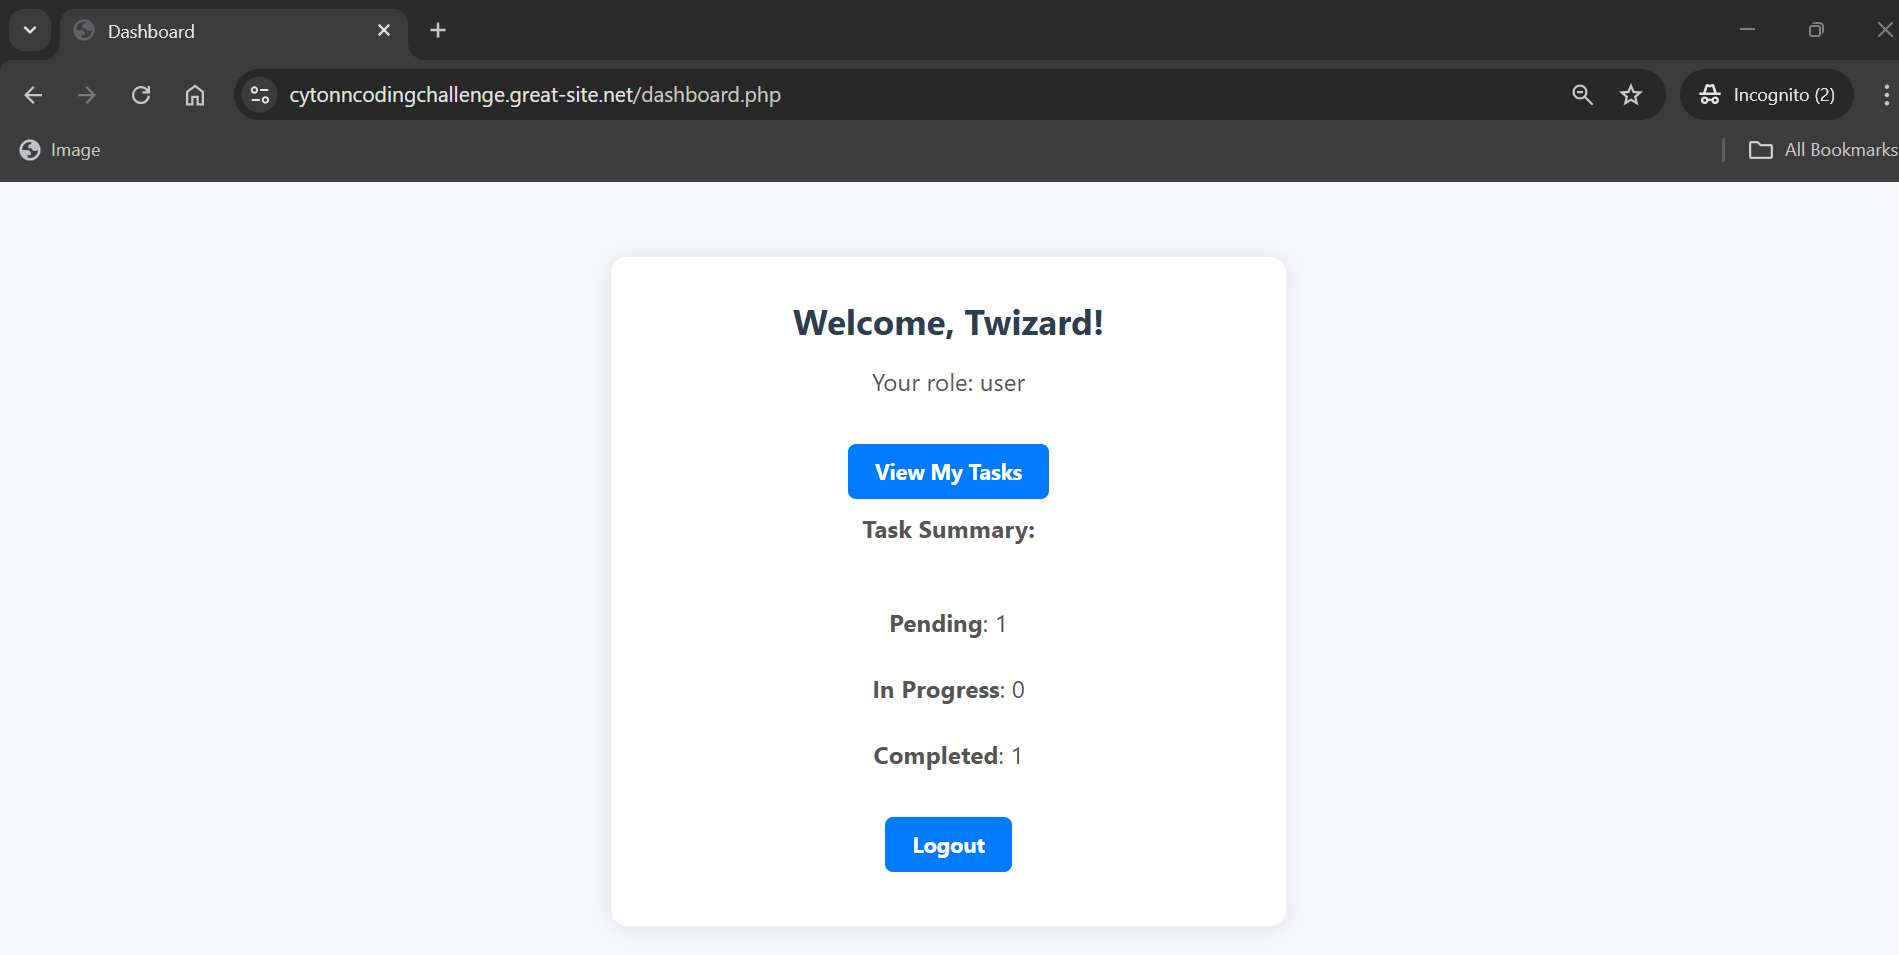 Dashboard
cytonncodingchallenge.great-site.net/dashboard.php
Incognito (2)
Image
All Bookmarks
Welcome, Twizard!
Your role: user
View My Tasks
Task Summary:
Pending: 1
In Progress: 0
Completed: 1
Logout